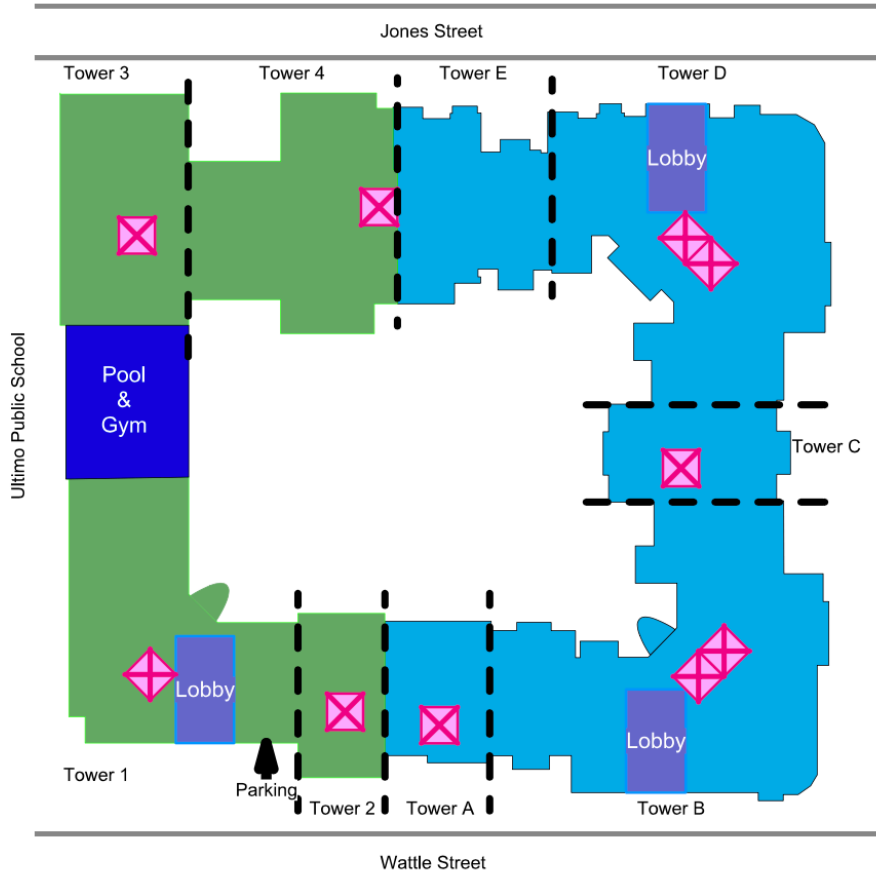 Jones Street
Tower 3
Tower 4
Tower E
Tower D
Lobby
Ultimo Public School
Pool
&
Gym
Tower C
Lobby
Lobby
Tower 1
Parking
Tower 2
Tower A
Tower B
Wattle Street